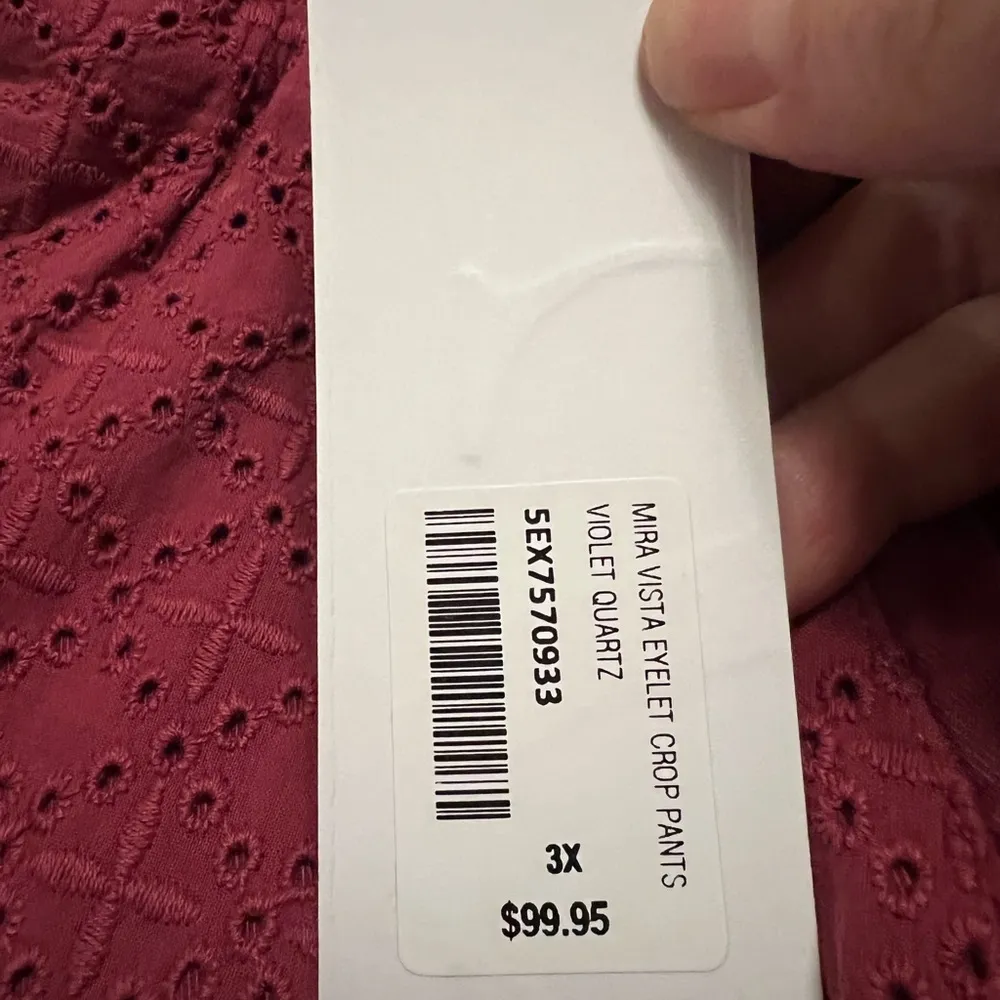 MIRA VISTA EYELET CROP PANTS
VIOLET QUARTZ
5EX7570933
3X
$99.95